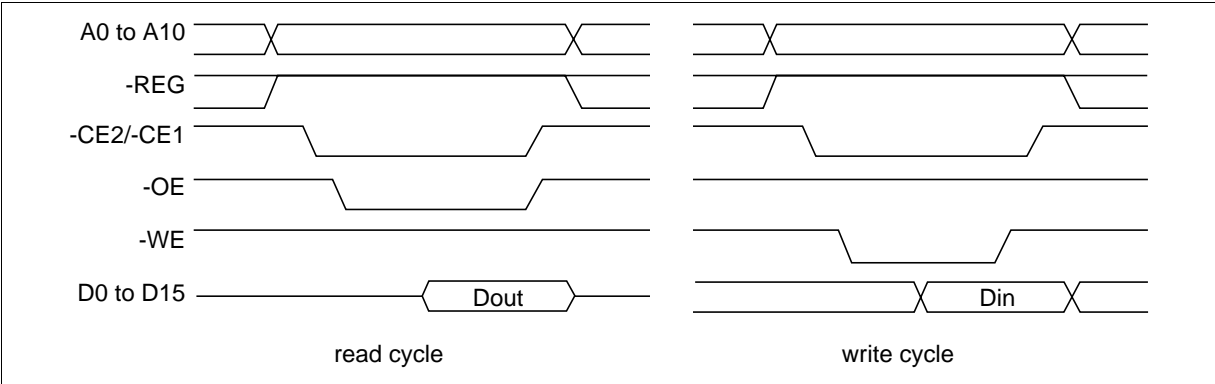 A0 to A10
-REG
-CE2/-CE1
-OE
-WE
D0 to D15
Dout
Din
read cycle
write cycle